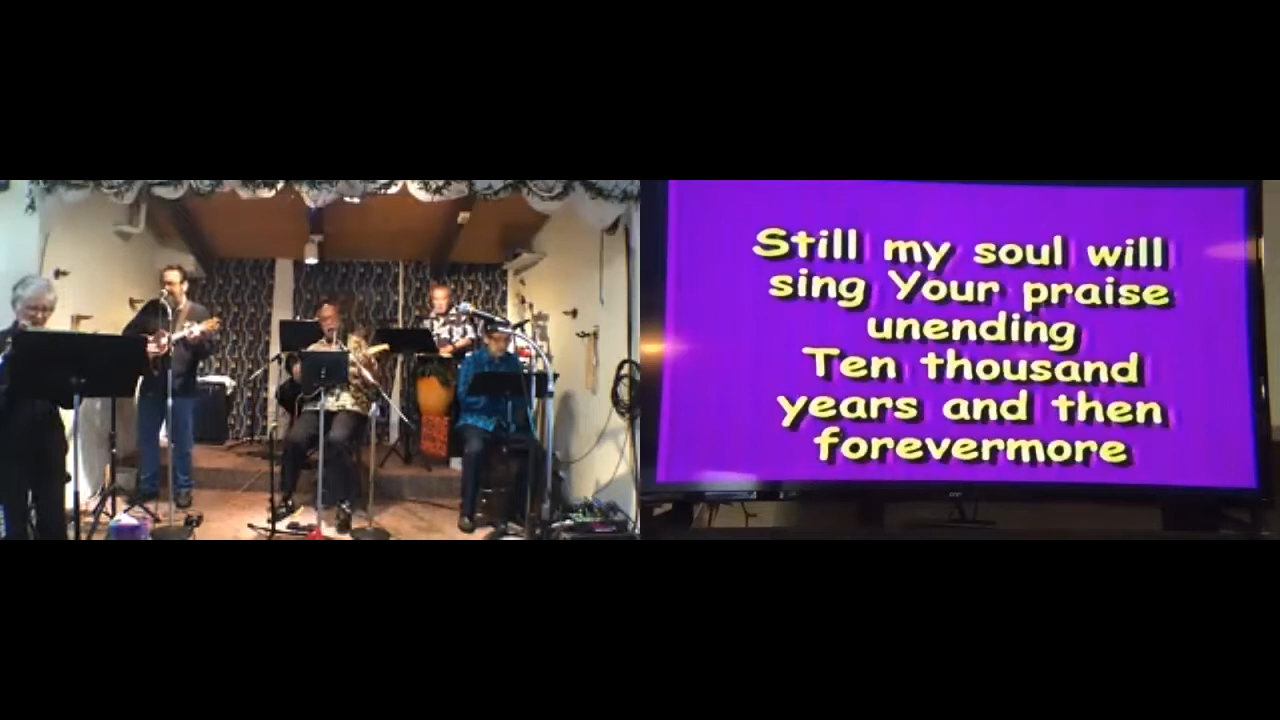 Still my soul will
sing Your praise
unending
Ten thousand
years and then
forevermore